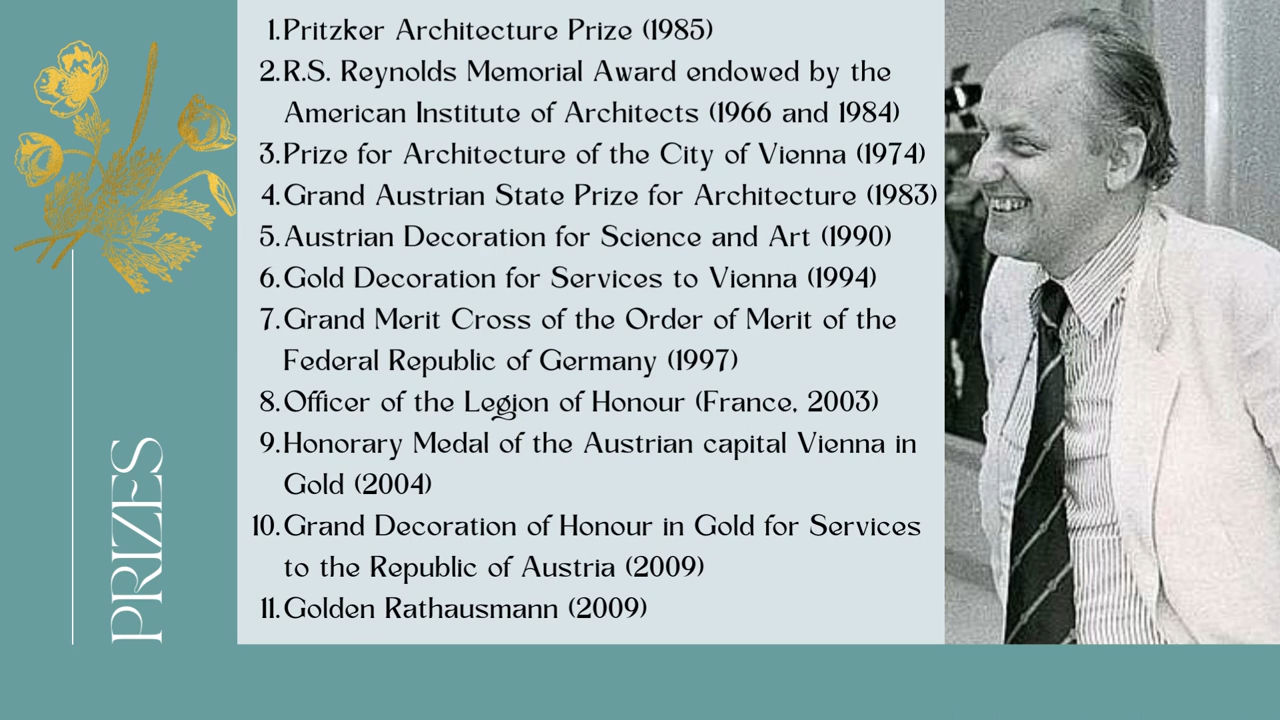 PRIZES
1. Pritzker Architecture Prize (1985)
2. R.S. Reynolds Memorial Award endowed by the
American Institute of Architects (1966 and 1984)
3. Prize for Architecture of the City of Vienna (1974)
4. Grand Austrian State Prize for Architecture (1983)
5. Austrian Decoration for Science and Art (1990)
6. Gold Decoration for Services to Vienna (1994)
7. Grand Merit Cross of the Order of Merit of the
Federal Republic of Germany (1997)
8. Officer of the Legion of Honour (France, 2003)
9. Honorary Medal of the Austrian capital Vienna in
Gold (2004)
10. Grand Decoration of Honour in Gold for Services
to the Republic of Austria (2009)
11. Golden Rathausmann (2009)